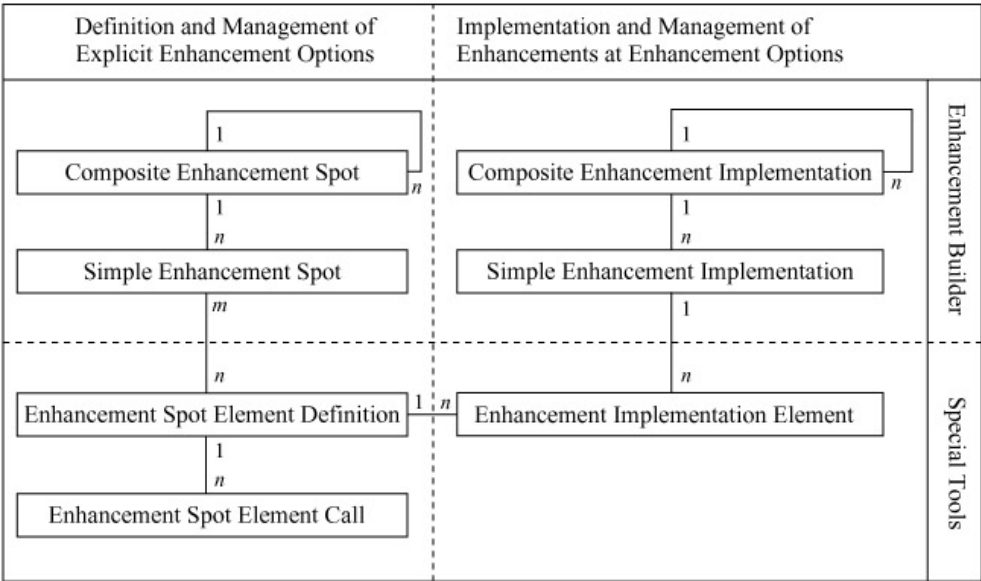 Definition and Management of
Explicit Enhancement Options
Implementation and Management of
Enhancements at Enhancement Options
1
1
Composite Enhancement Spot
n
Composite Enhancement Implementation
n
1
1
n
n
Simple Enhancement Spot
Simple Enhancement Implementation
m
1
Enhancement Builder
n
n
Enhancement Spot Element Definition
1
n
Enhancement Implementation Element
1
n
Enhancement Spot Element Call
Special Tools